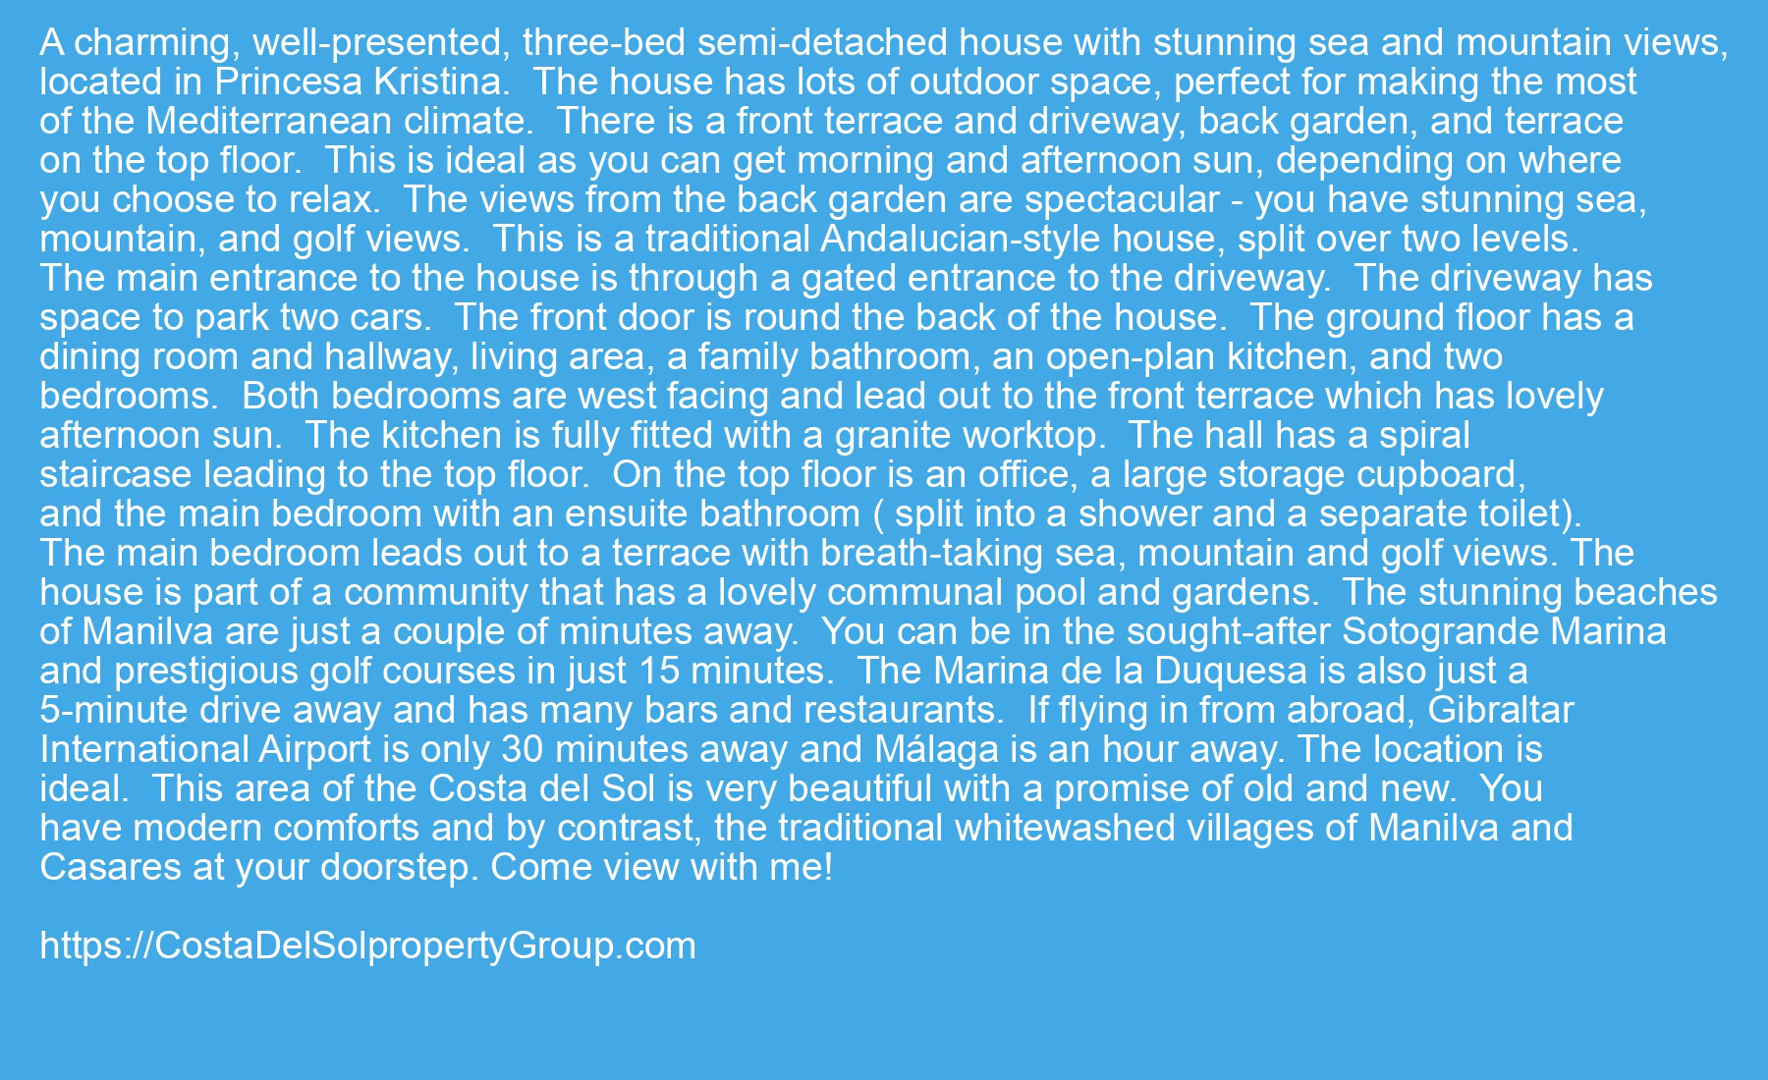 A charming, well-presented, three-bed semi-detached house with stunning sea and mountain views,
located in Princesa Kristina.  The house has lots of outdoor space, perfect for making the most
of the Mediterranean climate.  There is a front terrace and driveway, back garden, and terrace
on the top floor.  This is ideal as you can get morning and afternoon sun, depending on where
you choose to relax.  The views from the back garden are spectacular - you have stunning sea,
mountain, and golf views.  This is a traditional Andalucian-style house, split over two levels.
The main entrance to the house is through a gated entrance to the driveway.  The driveway has
space to park two cars.  The front door is round the back of the house.  The ground floor has a
dining room and hallway, living area, a family bathroom, an open-plan kitchen, and two
bedrooms.  Both bedrooms are west facing and lead out to the front terrace which has lovely
afternoon sun.  The kitchen is fully fitted with a granite worktop.  The hall has a spiral
staircase leading to the top floor.  On the top floor is an office, a large storage cupboard,
and the main bedroom with an ensuite bathroom ( split into a shower and a separate toilet).
The main bedroom leads out to a terrace with breath-taking sea, mountain and golf views. The
house is part of a community that has a lovely communal pool and gardens.  The stunning beaches
of Manilva are just a couple of minutes away.  You can be in the sought-after Sotogrande Marina
and prestigious golf courses in just 15 minutes.  The Marina de la Duquesa is also just a
5-minute drive away and has many bars and restaurants.  If flying in from abroad, Gibraltar
International Airport is only 30 minutes away and Málaga is an hour away. The location is
ideal.  This area of the Costa del Sol is very beautiful with a promise of old and new.  You
have modern comforts and by contrast, the traditional whitewashed villages of Manilva and
Casares at your doorstep. Come view with me!
https://CostaDelSolpropertyGroup.com